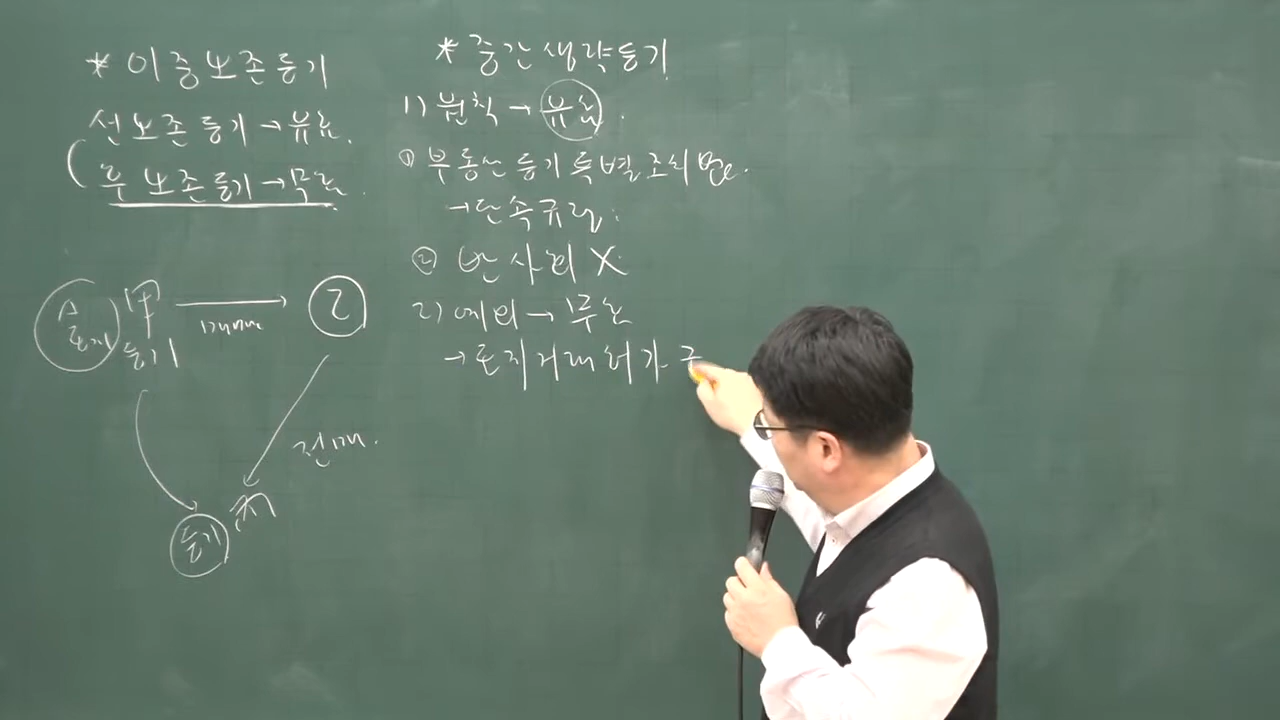 * 이중보존등기
선보존등기→유효.
후 보존등기→무효.
* 중간생략등기
1) 원칙→유효.
① 부동산등기특별조치법.
→단속규정.
② 반사회 X.
2) 예외→무효
→토지거래허가구
甲
등기
매매
乙
전매.
丙
등기